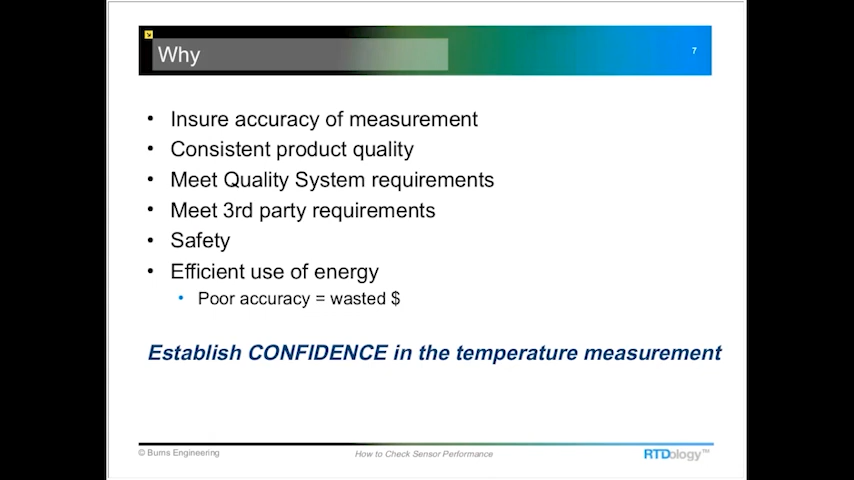 Why
7
• Insure accuracy of measurement
• Consistent product quality
• Meet Quality System requirements
• Meet 3rd party requirements
• Safety
• Efficient use of energy
• Poor accuracy = wasted $
Establish CONFIDENCE in the temperature measurement
© Burns Engineering
How to Check Sensor Performance
RTDology™